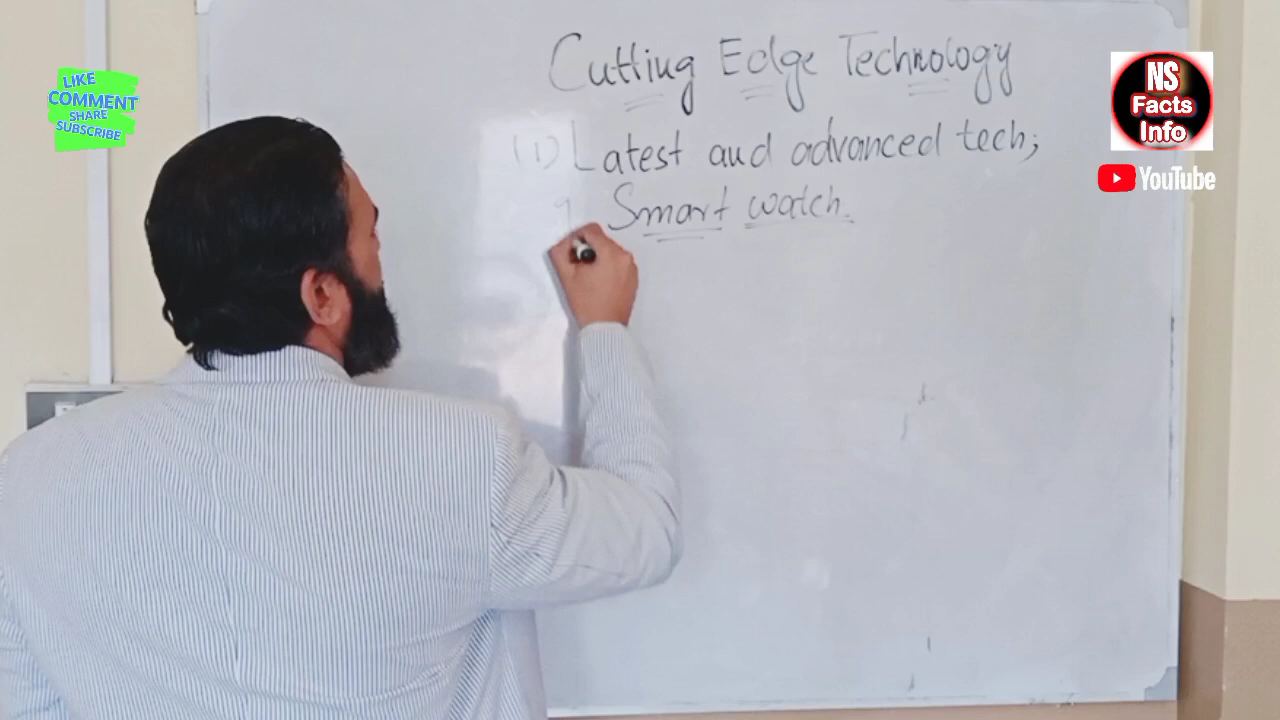 Cutting Edge Technology
(1) Latest and advanced tech;
Smart watch.
LIKE
COMMENT
SHARE
SUBSCRIBE
NS
Facts
Info
YouTube